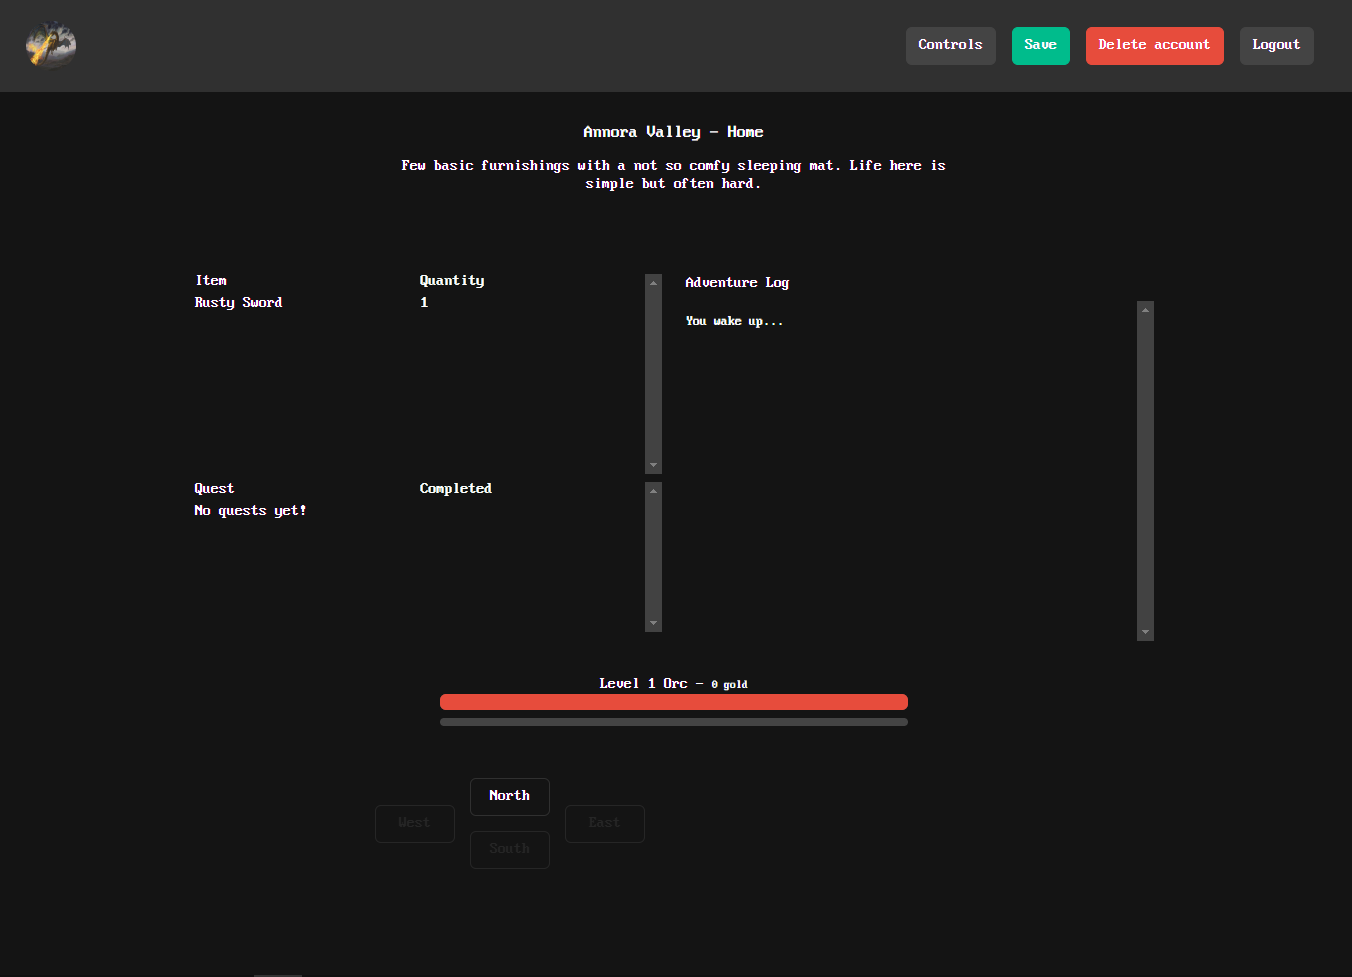 Controls Save Delete account Logout
Annora Valley - Home
Few basic furnishings with a not so comfy sleeping mat. Life here is
simple but often hard.
Item Quantity
Rusty Sword 1
Quest Completed
No quests yet!
Adventure Log
You wake up...
Level 1 Orc - 0 gold
North
West East
South